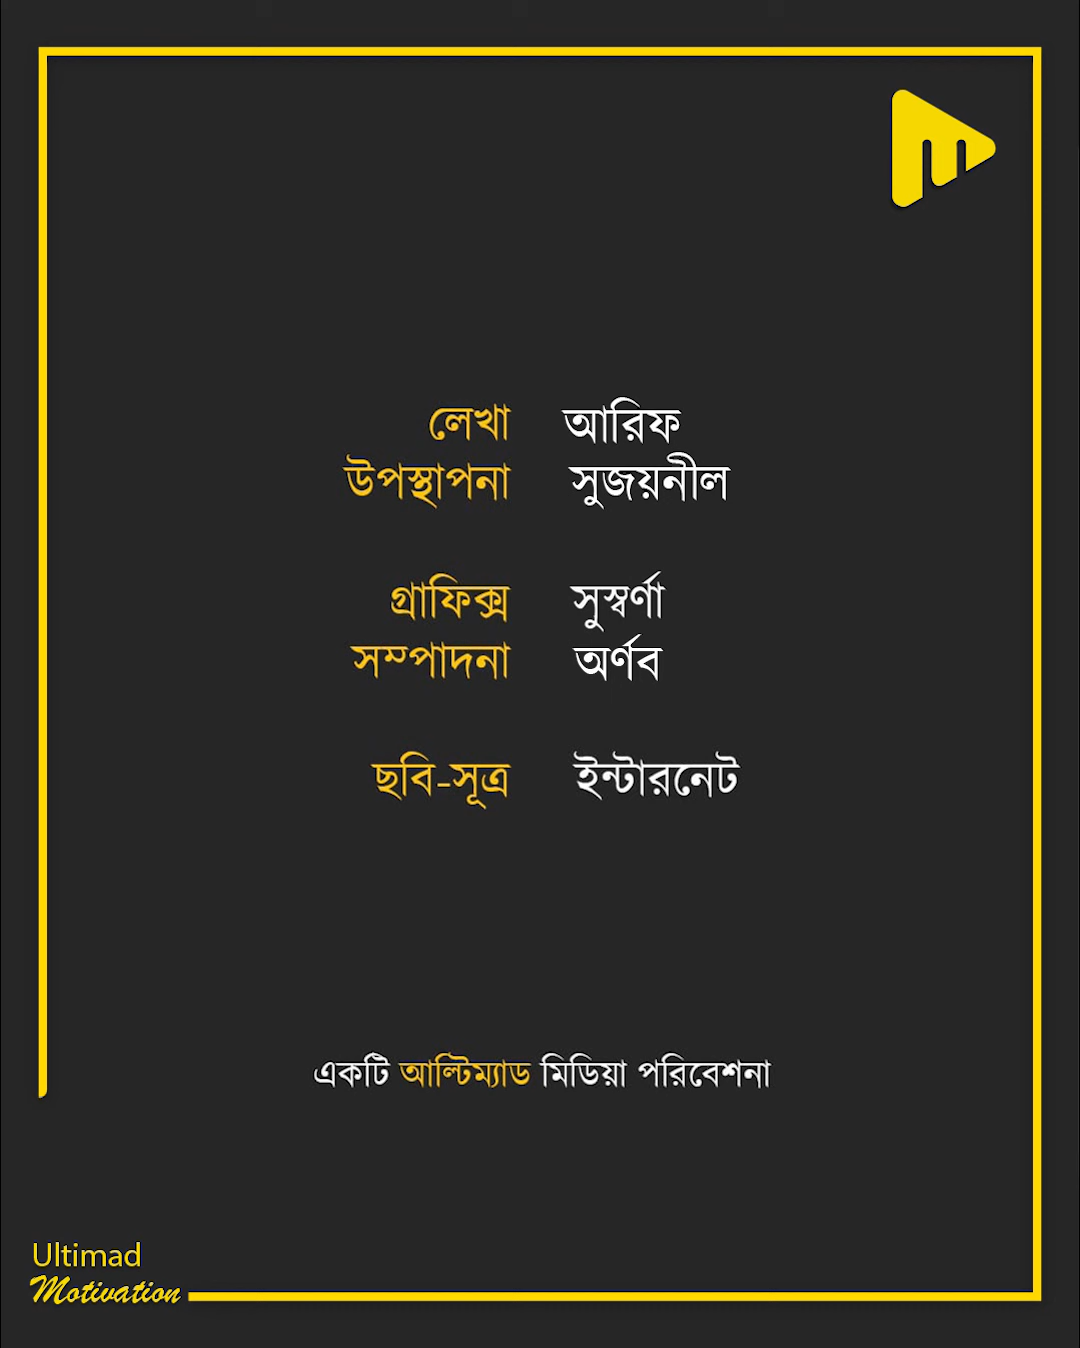 লেখা আরিফ
উপস্থাপনা সুজয়নীল
গ্রাফিক্স সুস্বর্ণা
সম্পাদনা অর্ণব
ছবি-সূত্র ইন্টারনেট
একটি আল্টিম্যাড মিডিয়া পরিবেশনা
Ultimad
Motivation